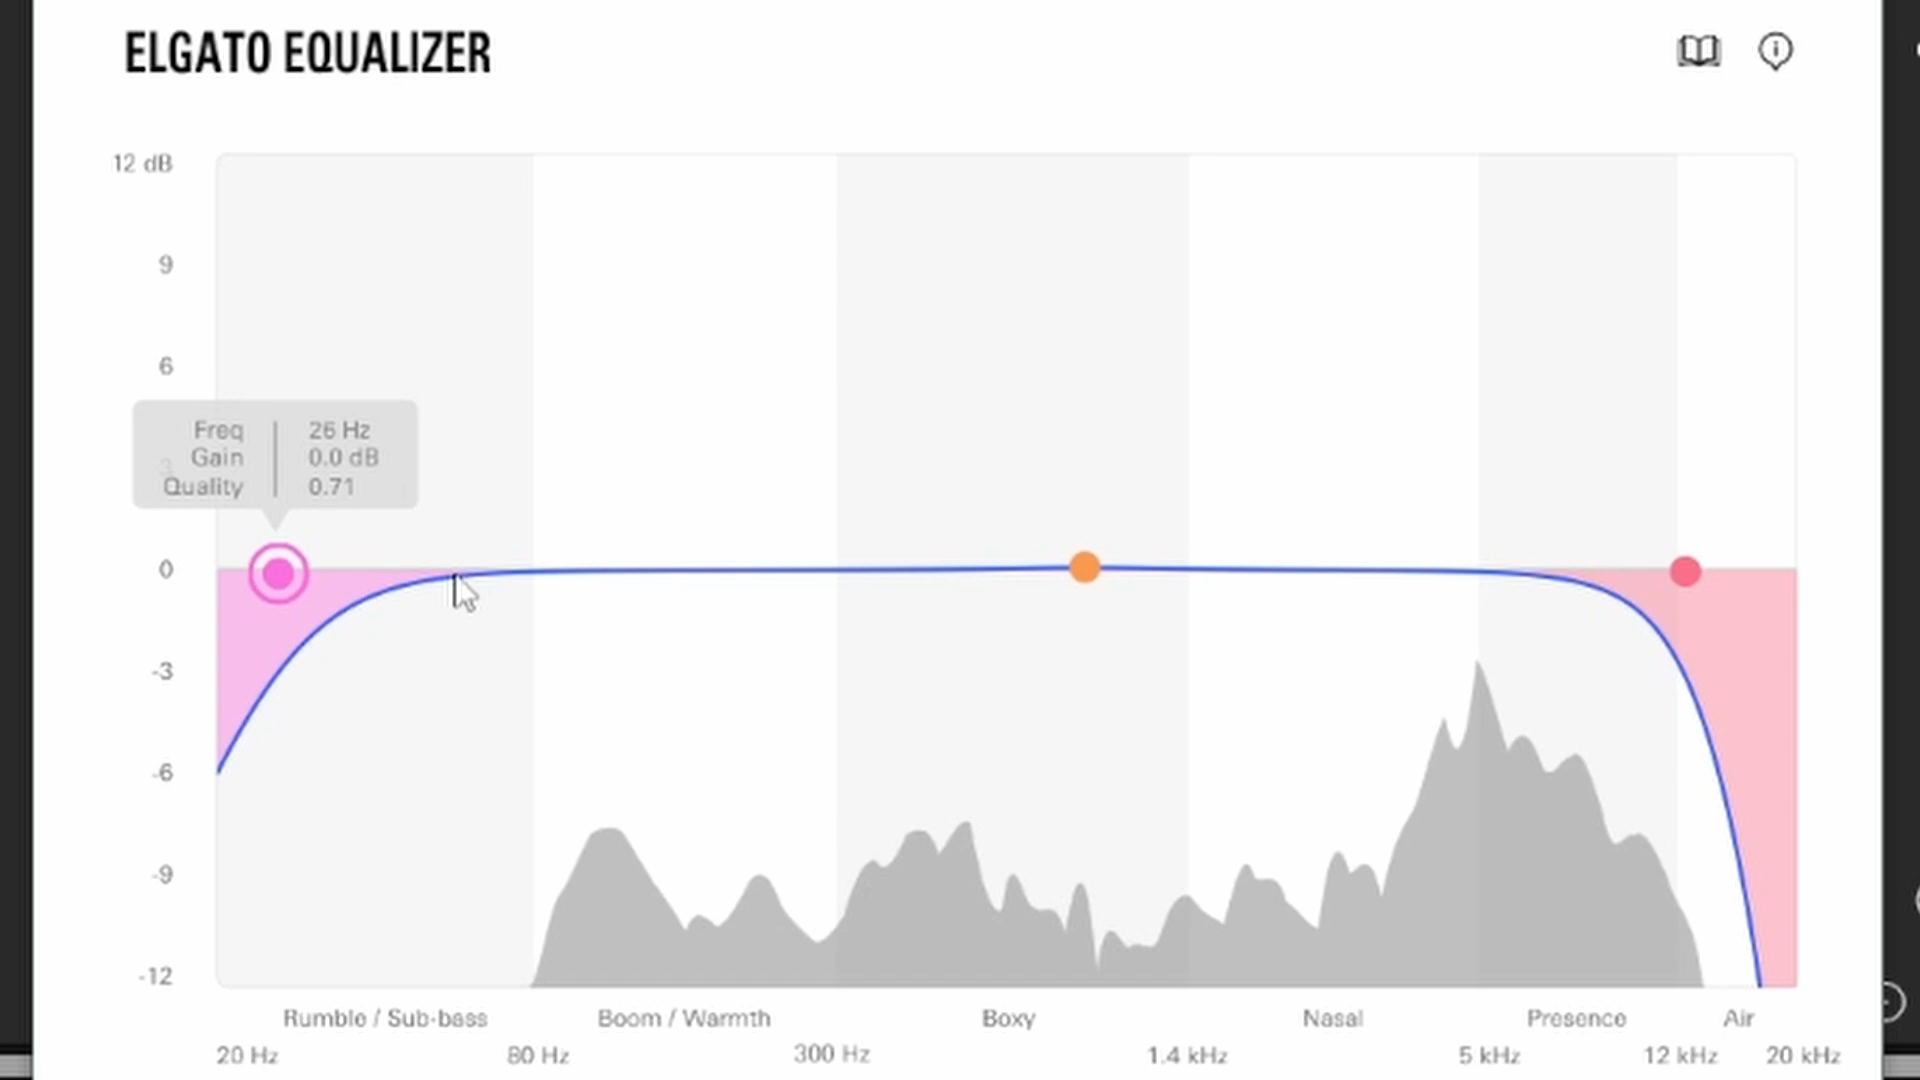 ELGATO EQUALIZER
12 dB
9
6
Freq 26 Hz
Gain 0.0 dB
3
Quality 0.71
0
-3
-6
-9
-12
Rumble / Sub-bass Boom / Warmth Boxy Nasal Presence Air
20 Hz 80 Hz 300 Hz 1.4 kHz 5 kHz 12 kHz 20 kHz